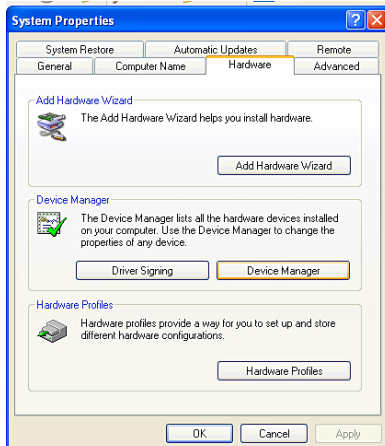 System Properties
System Restore Automatic Updates Remote
General Computer Name Hardware Advanced
Add Hardware Wizard
The Add Hardware Wizard helps you install hardware.
Add Hardware Wizard
Device Manager
The Device Manager lists all the hardware devices installed
on your computer. Use the Device Manager to change the
properties of any device.
Driver Signing Device Manager
Hardware Profiles
Hardware profiles provide a way for you to set up and store
different hardware configurations.
Hardware Profiles
OK Cancel Apply